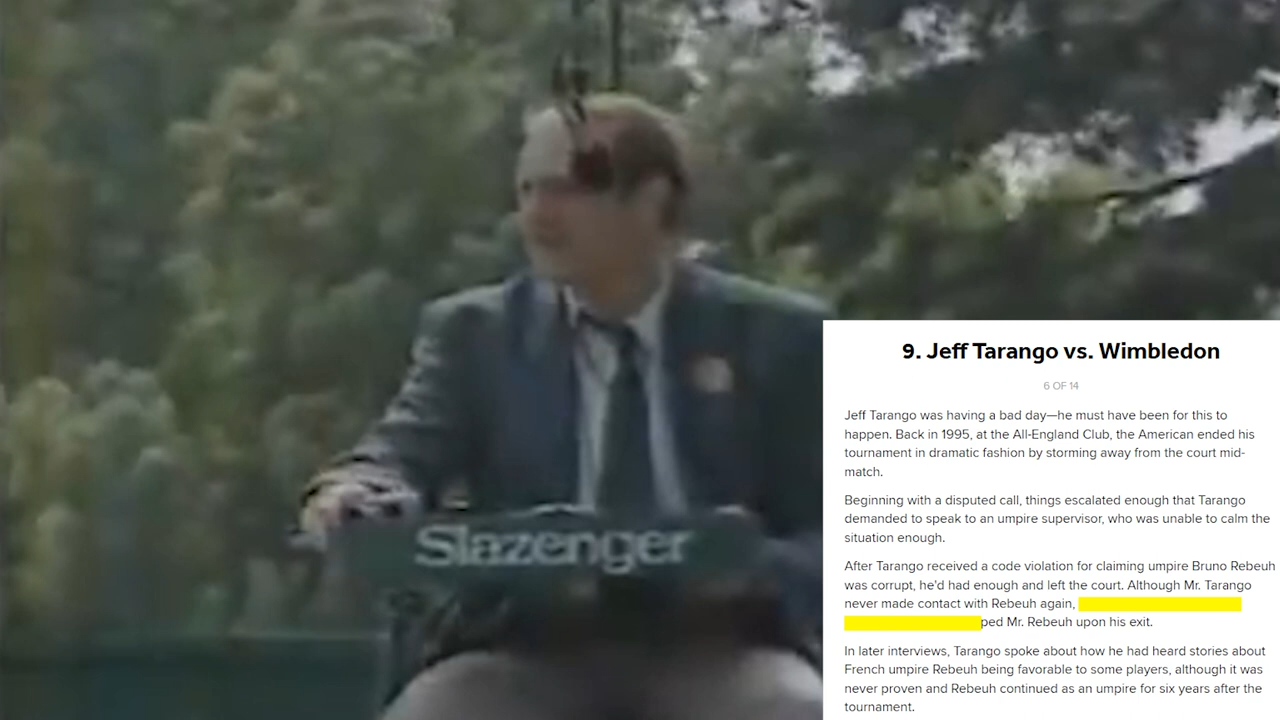 Slazenger
9. Jeff Tarango vs. Wimbledon
6 OF 14
Jeff Tarango was having a bad day—he must have been for this to
happen. Back in 1995, at the All-England Club, the American ended his
tournament in dramatic fashion by storming away from the court mid-
match.
Beginning with a disputed call, things escalated enough that Tarango
demanded to speak to an umpire supervisor, who was unable to calm the
situation enough.
After Tarango received a code violation for claiming umpire Bruno Rebeuh
was corrupt, he'd had enough and left the court. Although Mr. Tarango
never made contact with Rebeuh again,
ped Mr. Rebeuh upon his exit.
In later interviews, Tarango spoke about how he had heard stories about
French umpire Rebeuh being favorable to some players, although it was
never proven and Rebeuh continued as an umpire for six years after the
tournament.